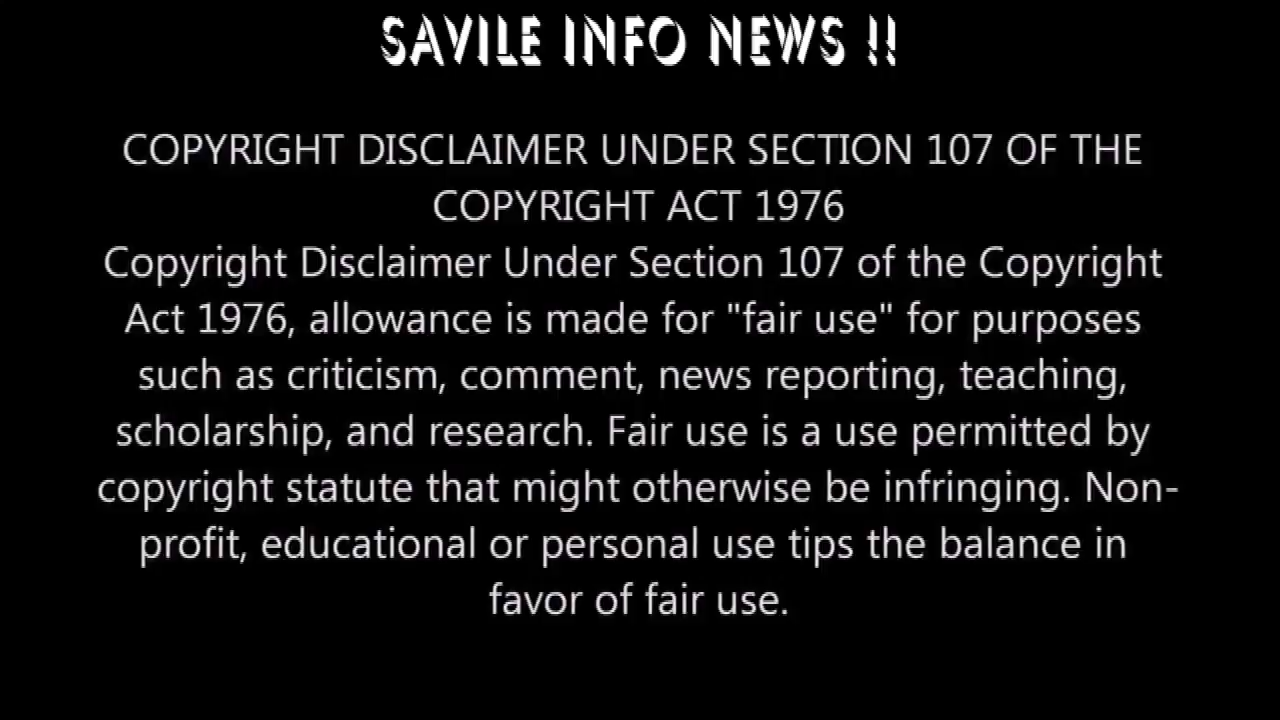 SAVILE INFO NEWS !!
COPYRIGHT DISCLAIMER UNDER SECTION 107 OF THE
COPYRIGHT ACT 1976
Copyright Disclaimer Under Section 107 of the Copyright
Act 1976, allowance is made for "fair use" for purposes
such as criticism, comment, news reporting, teaching,
scholarship, and research. Fair use is a use permitted by
copyright statute that might otherwise be infringing. Non-
profit, educational or personal use tips the balance in
favor of fair use.